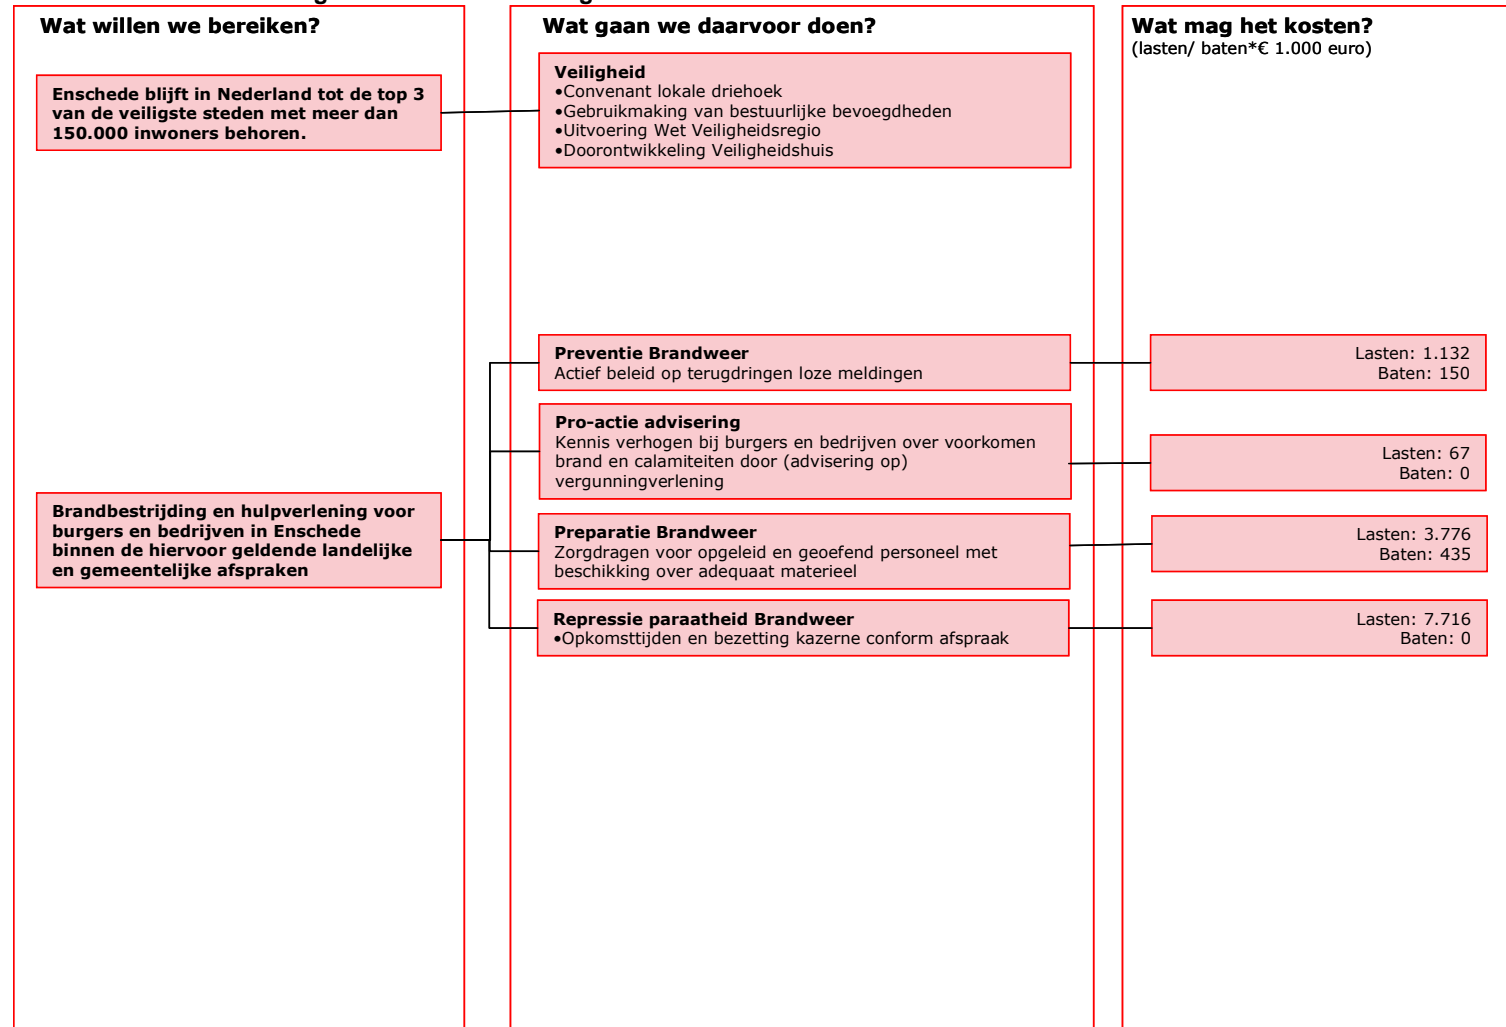 Wat willen we bereiken?
Enschede blijft in Nederland tot de top 3
van de veiligste steden met meer dan
150.000 inwoners behoren.
Brandbestrijding en hulpverlening voor
burgers en bedrijven in Enschede
binnen de hiervoor geldende landelijke
en gemeentelijke afspraken
Wat gaan we daarvoor doen?
Veiligheid
•Convenant lokale driehoek
•Gebruikmaking van bestuurlijke bevoegdheden
•Uitvoering Wet Veiligheidsregio
•Doorontwikkeling Veiligheidshuis
Preventie Brandweer
Actief beleid op terugdringen loze meldingen
Pro-actie advisering
Kennis verhogen bij burgers en bedrijven over voorkomen
brand en calamiteiten door (advisering op)
vergunningverlening
Preparatie Brandweer
Zorgdragen voor opgeleid en geoefend personeel met
beschikking over adequaat materieel
Repressie paraatheid Brandweer
•Opkomsttijden en bezetting kazerne conform afspraak
Wat mag het kosten?
(lasten/ baten*€ 1.000 euro)
Lasten: 1.132
Baten: 150
Lasten: 67
Baten: 0
Lasten: 3.776
Baten: 435
Lasten: 7.716
Baten: 0